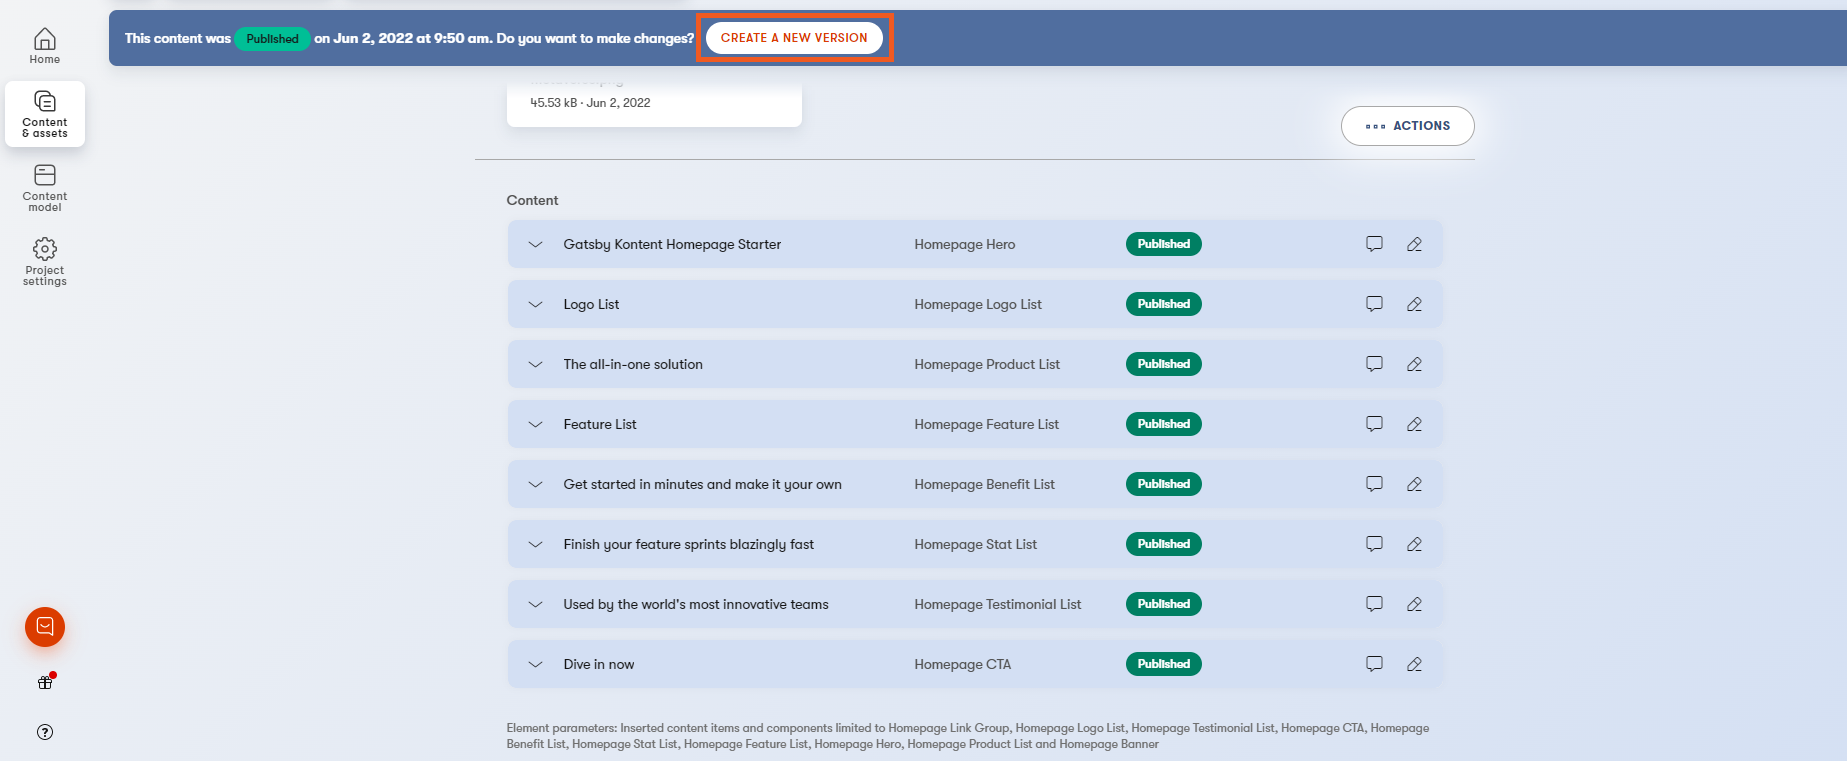 This content was Published on Jun 2, 2022 at 9:50 am. Do you want to make changes? CREATE A NEW VERSION
Home
Content
& assets
Content
model
Project
settings
45.53 kB · Jun 2, 2022
ACTIONS
Content
Gatsby Kontent Homepage Starter Homepage Hero Published
Logo List Homepage Logo List Published
The all-in-one solution Homepage Product List Published
Feature List Homepage Feature List Published
Get started in minutes and make it your own Homepage Benefit List Published
Finish your feature sprints blazingly fast Homepage Stat List Published
Used by the world's most innovative teams Homepage Testimonial List Published
Dive in now Homepage CTA Published
Element parameters: Inserted content items and components limited to Homepage Link Group, Homepage Logo List, Homepage Testimonial List, Homepage CTA, Homepage
Benefit List, Homepage Stat List, Homepage Feature List, Homepage Hero, Homepage Product List and Homepage Banner